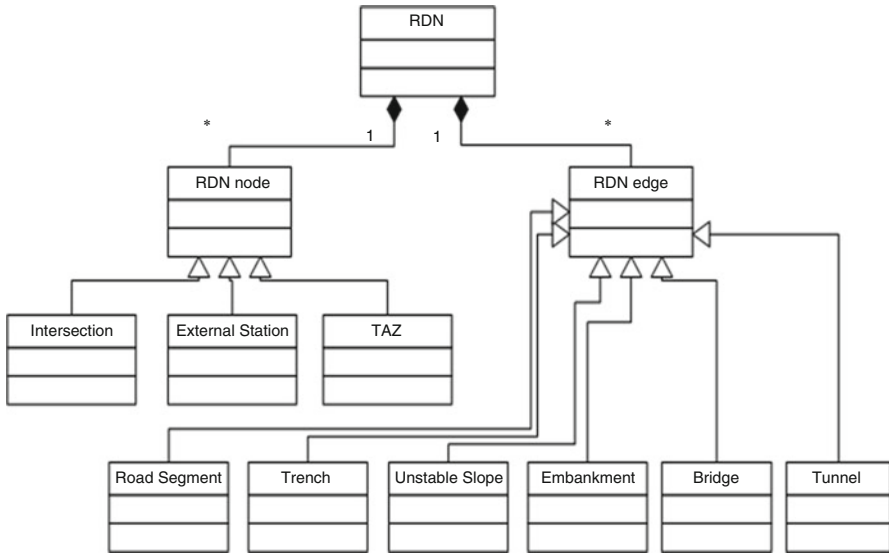 RDN
*
1
1
*
RDN node
RDN edge
Intersection
External Station
TAZ
Road Segment
Trench
Unstable Slope
Embankment
Bridge
Tunnel